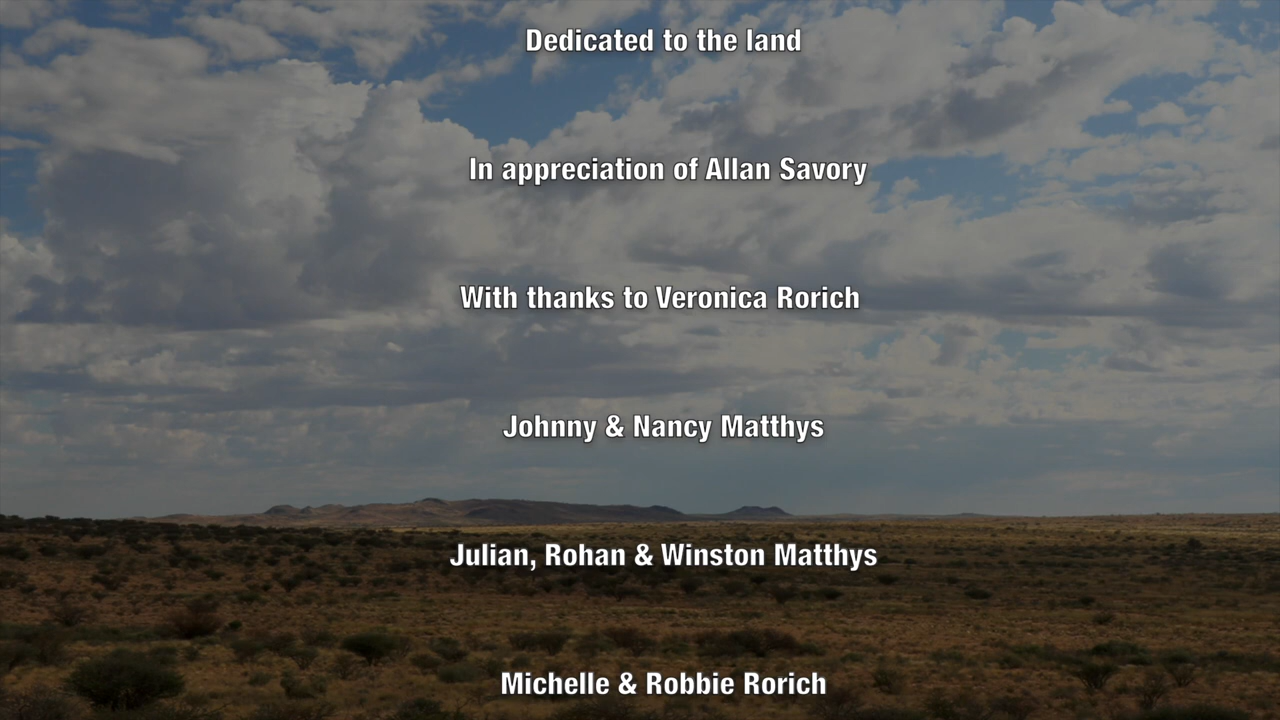 Dedicated to the land
In appreciation of Allan Savory
With thanks to Veronica Rorich
Johnny & Nancy Matthys
Julian, Rohan & Winston Matthys
Michelle & Robbie Rorich